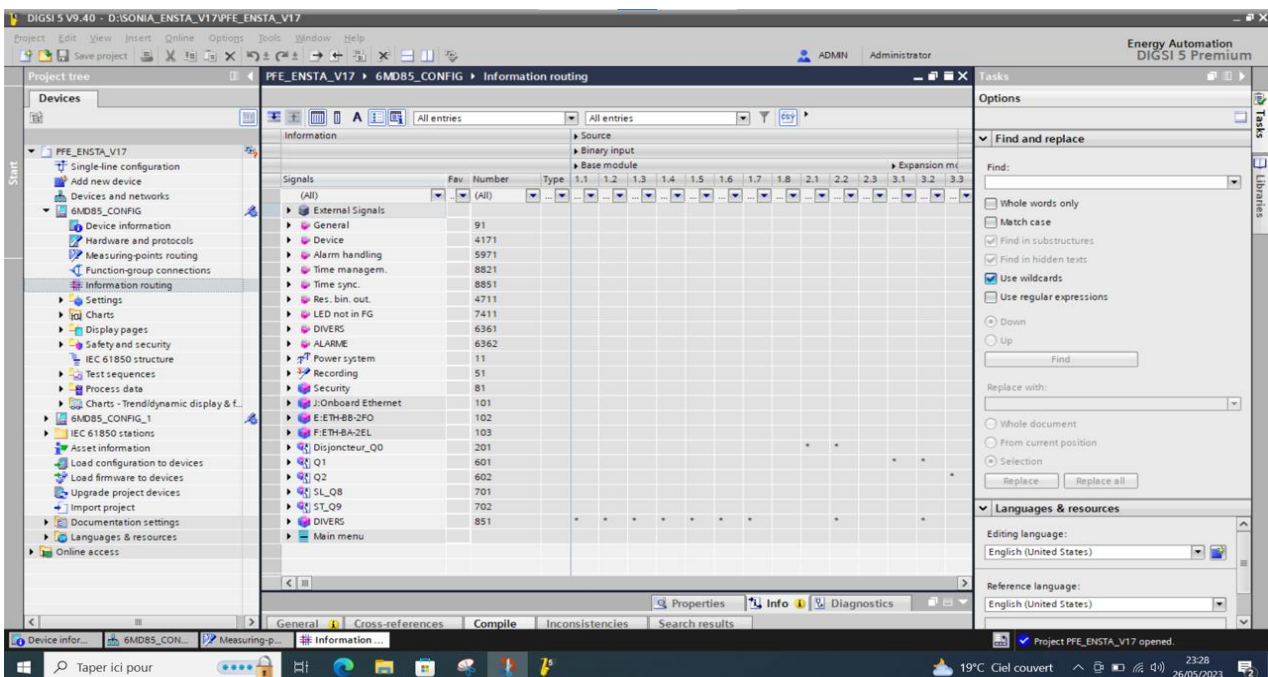 DIGSI 5 V9.40 - D:\SONIA_ENSTA_V17\PFE_ENSTA_V17
Project Edit View Insert Online Options Tools Window Help
Save project
ADMIN Administrator
Energy Automation
DIGSI 5 Premium
Project tree
PFE_ENSTA_V17 6MD85_CONFIG Information routing
Tasks
Devices
Options
All entries All entries
Start
PFE_ENSTA_V17
Single-line configuration
Add new device
Devices and networks
6MD85_CONFIG
Device information
Hardware and protocols
Measuring-points routing
Function-group connections
Information routing
Settings
Charts
Display pages
Safety and security
IEC 61850 structure
Test sequences
Process data
Charts - Trend/dynamic display & f...
6MD85_CONFIG_1
IEC 61850 stations
Asset information
Load configuration to devices
Load firmware to devices
Upgrade project devices
Import project
Documentation settings
Languages & resources
Online access
Information Source
Binary input
Base module Expansion mo
Signals Fav Number Type 1.1 1.2 1.3 1.4 1.5 1.6 1.7 1.8 2.1 2.2 2.3 3.1 3.2 3.3
(All) (All)
External Signals
General 91
Device 4171
Alarm handling 5971
Time managem. 8821
Time sync. 8851
Res. bin. out. 4711
LED not in FG 7411
DIVERS 6361
ALARME 6362
Power system 11
Recording 51
Security 81
J:Onboard Ethernet 101
E:ETH-BB-2FO 102
F:ETH-BA-2EL 103
Disjoncteur_Q0 201 * *
Q1 601 * *
Q2 602 *
SL_Q8 701
ST_Q9 702
DIVERS 851 * * * * * * * * *
Main menu
Properties Info Diagnostics
General Cross-references Compile Inconsistencies Search results
Find and replace
Find:
Whole words only
Match case
Find in substructures
Find in hidden texts
Use wildcards
Use regular expressions
Down
Up
Find
Replace with:
Whole document
From current position
Selection
Replace Replace all
Languages & resources
Editing language:
English (United States)
Reference language:
English (United States)
Tasks
Libraries
Device infor... 6MD85_CON... Measuring-p... Information ...
Project PFE_ENSTA_V17 opened.
Taper ici pour
19°C Ciel couvert
23:28
26/05/2023
2